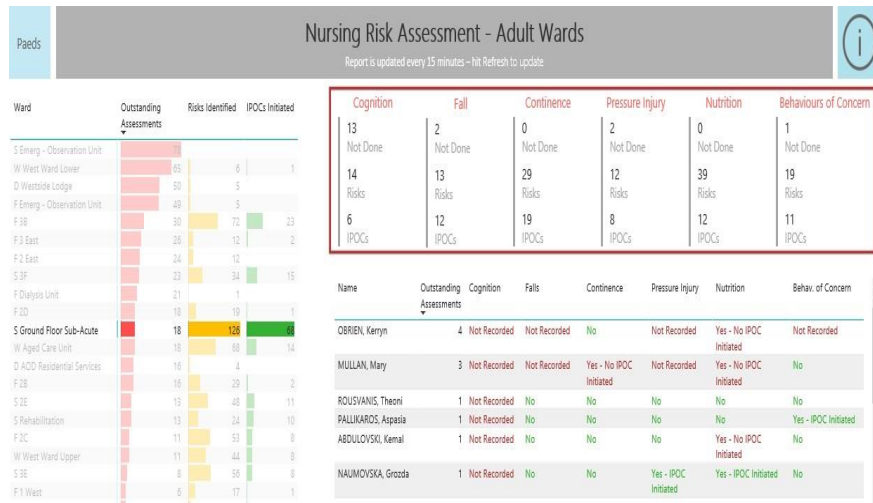 Paeds
Nursing Risk Assessment - Adult Wards
Report is updated every 15 minutes – hit Refresh to update
i
Ward Outstanding Assessments Risks Identified IPOCs Initiated
S Emerg - Observation Unit 78
W West Ward Lower 65 6 1
D Westside Lodge 50 5
F Emerg - Observation Unit 49 5
F 3B 30 72 23
F 3 East 26 12 2
F 2 East 24 12
S 3F 23 34 15
F Dialysis Unit 21 1
F 2D 18 19 1
S Ground Floor Sub-Acute 18 126 68
W Aged Care Unit 18 68 14
D AOD Residential Services 16 4
F 2B 16 29 2
S 2E 13 48 11
S Rehabilitation 13 24 10
F 2C 11 53 8
W West Ward Upper 11 44 8
S 3E 8 56 8
F 1 West 6 17 1
Cognition Fall Continence Pressure Injury Nutrition Behaviours of Concern
13 2 0 2 0 1
Not Done Not Done Not Done Not Done Not Done Not Done
14 13 29 12 39 19
Risks Risks Risks Risks Risks Risks
6 12 19 8 12 11
IPOCs IPOCs IPOCs IPOCs IPOCs IPOCs
Name Outstanding Assessments Cognition Falls Continence Pressure Injury Nutrition Behav. of Concern
OBRIEN, Kerryn 4 Not Recorded Not Recorded No Not Recorded Yes - No IPOC Initiated Not Recorded
MULLAN, Mary 3 Not Recorded Not Recorded Yes - No IPOC Initiated Not Recorded Yes - No IPOC Initiated No
ROUSVANIS, Theoni 1 Not Recorded No No No No No
PALLIKAROS, Aspasia 1 Not Recorded No No No No Yes - IPOC Initiated
ABDULOVSKI, Kemal 1 Not Recorded No No No Yes - No IPOC Initiated No
NAUMOVSKA, Grozda 1 Not Recorded No No Yes - IPOC Initiated Yes - IPOC Initiated No